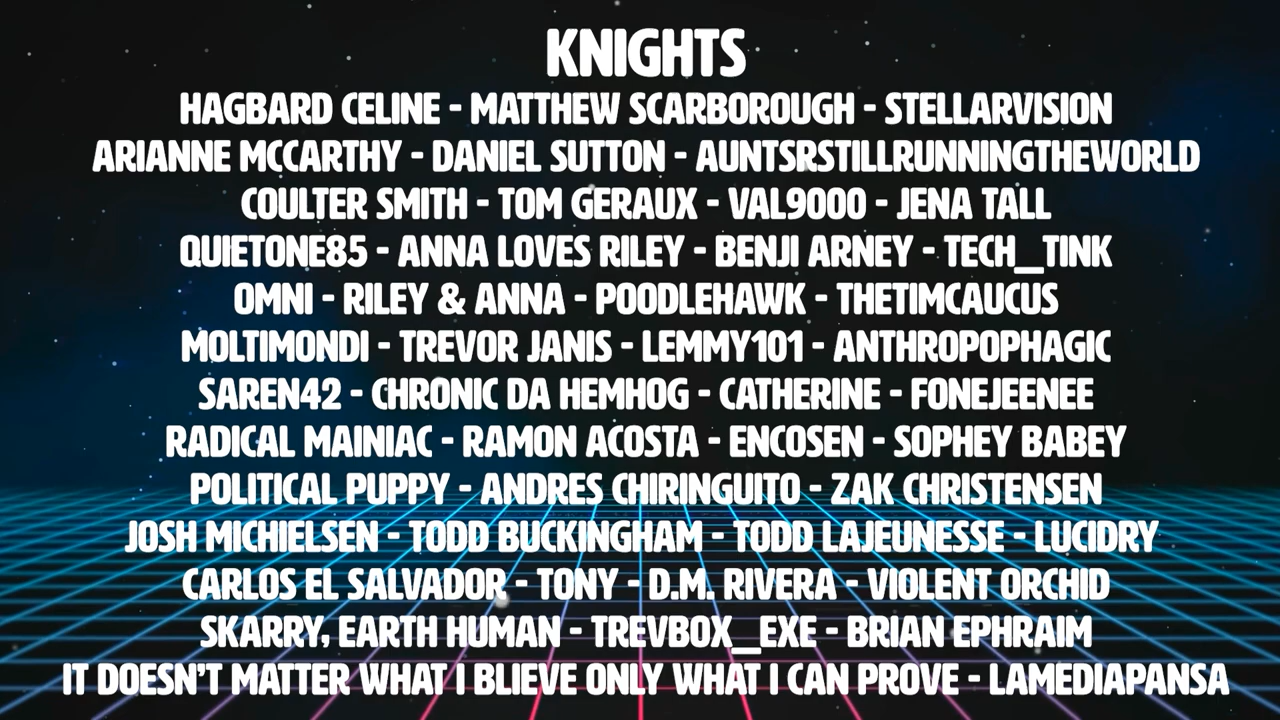 KNIGHTS
HAGBARD CELINE - MATTHEW SCARBOROUGH - STELLARVISION
ARIANNE MCCARTHY - DANIEL SUTTON - AUNTSRSTILLRUNNINGTHEWORLD
COULTER SMITH - TOM GERAUX - VAL9000 - JENA TALL
QUIETONE85 - ANNA LOVES RILEY - BENJI ARNEY - TECH__TINK
OMNI - RILEY & ANNA - POODLEHAWK - THETIMCAUCUS
MOLTIMONDI - TREVOR JANIS - LEMMY101 - ANTHROPOPHAGIC
SAREN42 - CHRONIC DA HEMHOG - CATHERINE - FONEJEENEE
RADICAL MAINIAC - RAMON ACOSTA - ENCOSEN - SOPHEY BABEY
POLITICAL PUPPY - ANDRES CHIRINGUITO - ZAK CHRISTENSEN
JOSH MICHIELSEN - TODD BUCKINGHAM - TODD LAJEUNESSE - LUCIDRY
CARLOS EL SALVADOR - TONY - D.M. RIVERA - VIOLENT ORCHID
SKARRY, EARTH HUMAN - TREVBOX__EXE - BRIAN EPHRAIM
IT DOESN'T MATTER WHAT I BLIEVE ONLY WHAT I CAN PROVE - LAMEDIAPANSA